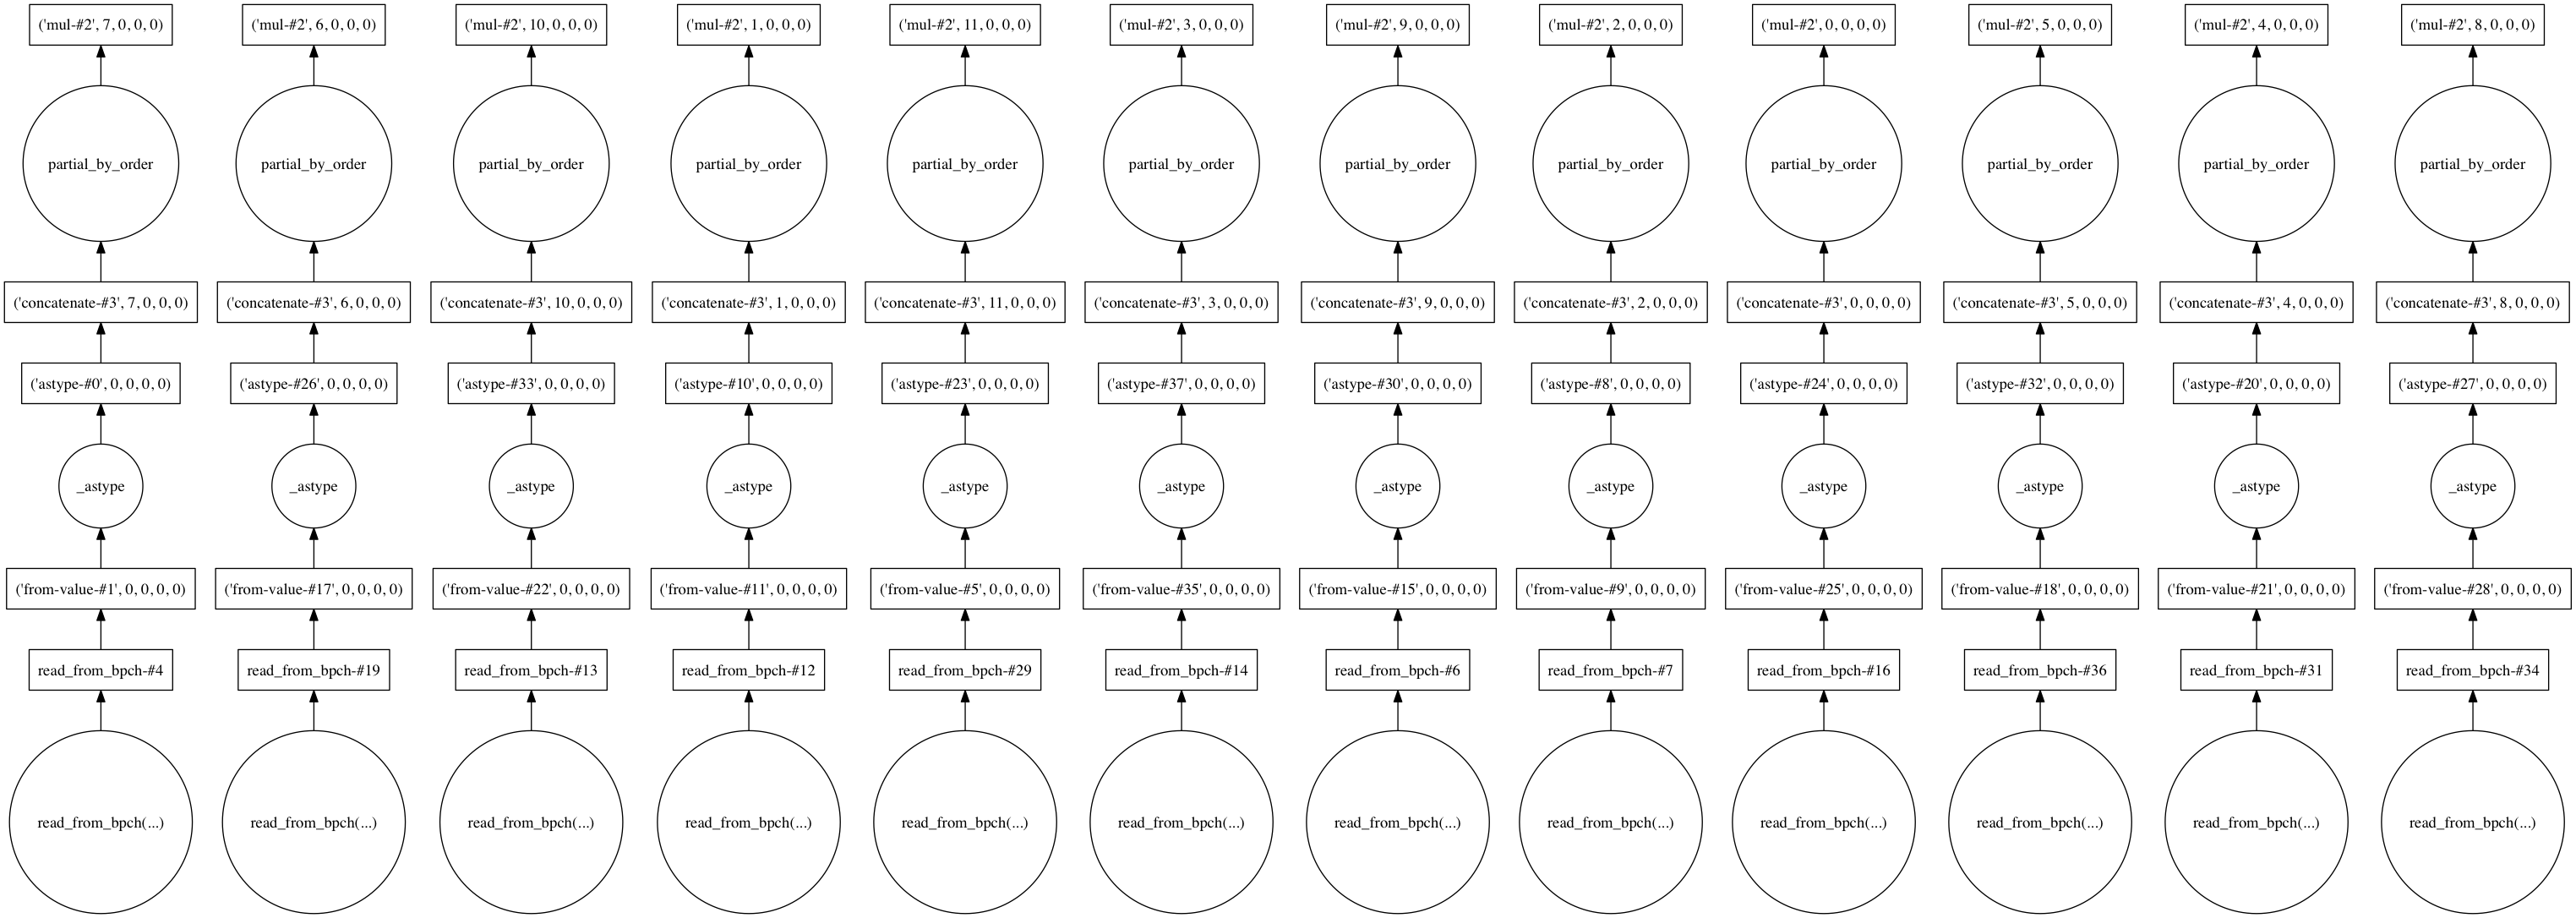 ('mul-#2', 7, 0, 0, 0)
('mul-#2', 6, 0, 0, 0)
('mul-#2', 10, 0, 0, 0)
('mul-#2', 1, 0, 0, 0)
('mul-#2', 11, 0, 0, 0)
('mul-#2', 3, 0, 0, 0)
('mul-#2', 9, 0, 0, 0)
('mul-#2', 2, 0, 0, 0)
('mul-#2', 0, 0, 0, 0)
('mul-#2', 5, 0, 0, 0)
('mul-#2', 4, 0, 0, 0)
('mul-#2', 8, 0, 0, 0)
partial_by_order
partial_by_order
partial_by_order
partial_by_order
partial_by_order
partial_by_order
partial_by_order
partial_by_order
partial_by_order
partial_by_order
partial_by_order
partial_by_order
('concatenate-#3', 7, 0, 0, 0)
('concatenate-#3', 6, 0, 0, 0)
('concatenate-#3', 10, 0, 0, 0)
('concatenate-#3', 1, 0, 0, 0)
('concatenate-#3', 11, 0, 0, 0)
('concatenate-#3', 3, 0, 0, 0)
('concatenate-#3', 9, 0, 0, 0)
('concatenate-#3', 2, 0, 0, 0)
('concatenate-#3', 0, 0, 0, 0)
('concatenate-#3', 5, 0, 0, 0)
('concatenate-#3', 4, 0, 0, 0)
('concatenate-#3', 8, 0, 0, 0)
('astype-#0', 0, 0, 0, 0)
('astype-#26', 0, 0, 0, 0)
('astype-#33', 0, 0, 0, 0)
('astype-#10', 0, 0, 0, 0)
('astype-#23', 0, 0, 0, 0)
('astype-#37', 0, 0, 0, 0)
('astype-#30', 0, 0, 0, 0)
('astype-#8', 0, 0, 0, 0)
('astype-#24', 0, 0, 0, 0)
('astype-#32', 0, 0, 0, 0)
('astype-#20', 0, 0, 0, 0)
('astype-#27', 0, 0, 0, 0)
_astype
_astype
_astype
_astype
_astype
_astype
_astype
_astype
_astype
_astype
_astype
_astype
('from-value-#1', 0, 0, 0, 0)
('from-value-#17', 0, 0, 0, 0)
('from-value-#22', 0, 0, 0, 0)
('from-value-#11', 0, 0, 0, 0)
('from-value-#5', 0, 0, 0, 0)
('from-value-#35', 0, 0, 0, 0)
('from-value-#15', 0, 0, 0, 0)
('from-value-#9', 0, 0, 0, 0)
('from-value-#25', 0, 0, 0, 0)
('from-value-#18', 0, 0, 0, 0)
('from-value-#21', 0, 0, 0, 0)
('from-value-#28', 0, 0, 0, 0)
read_from_bpch-#4
read_from_bpch-#19
read_from_bpch-#13
read_from_bpch-#12
read_from_bpch-#29
read_from_bpch-#14
read_from_bpch-#6
read_from_bpch-#7
read_from_bpch-#16
read_from_bpch-#36
read_from_bpch-#31
read_from_bpch-#34
read_from_bpch(...)
read_from_bpch(...)
read_from_bpch(...)
read_from_bpch(...)
read_from_bpch(...)
read_from_bpch(...)
read_from_bpch(...)
read_from_bpch(...)
read_from_bpch(...)
read_from_bpch(...)
read_from_bpch(...)
read_from_bpch(...)